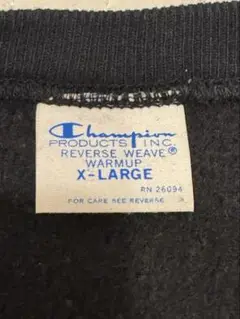 Champion
PRODUCTS INC.
REVERSE WEAVE®
WARMUP
X-LARGE
RN 26094
FOR CARE SEE REVERSE